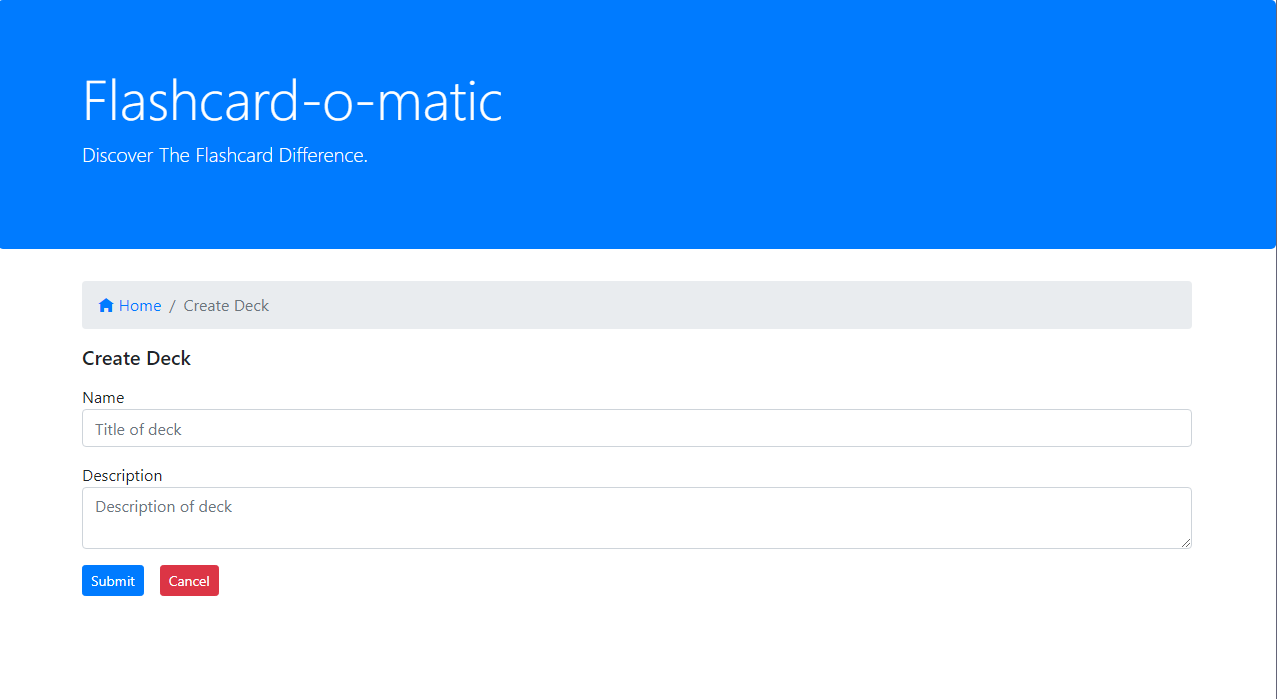 Flashcard-o-matic
Discover The Flashcard Difference.
Home / Create Deck
Create Deck
Name
Title of deck
Description
Description of deck
Submit Cancel